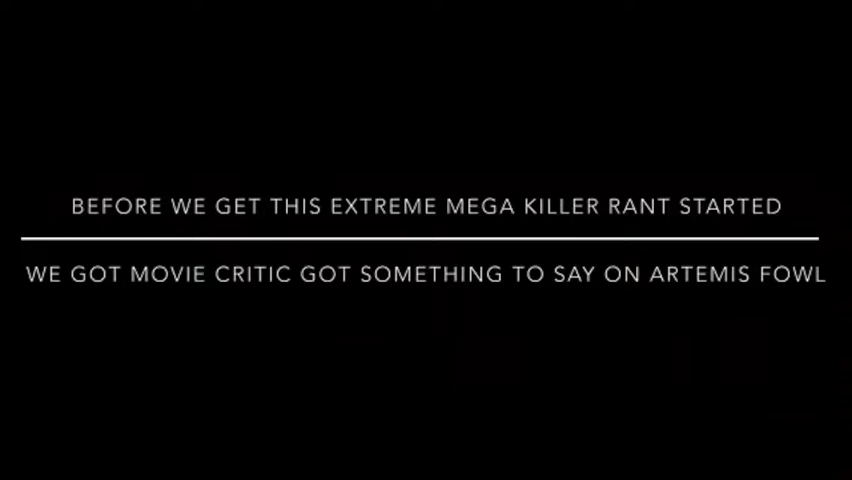 BEFORE WE GET THIS EXTREME MEGA KILLER RANT STARTED
WE GOT MOVIE CRITIC GOT SOMETHING TO SAY ON ARTEMIS FOWL